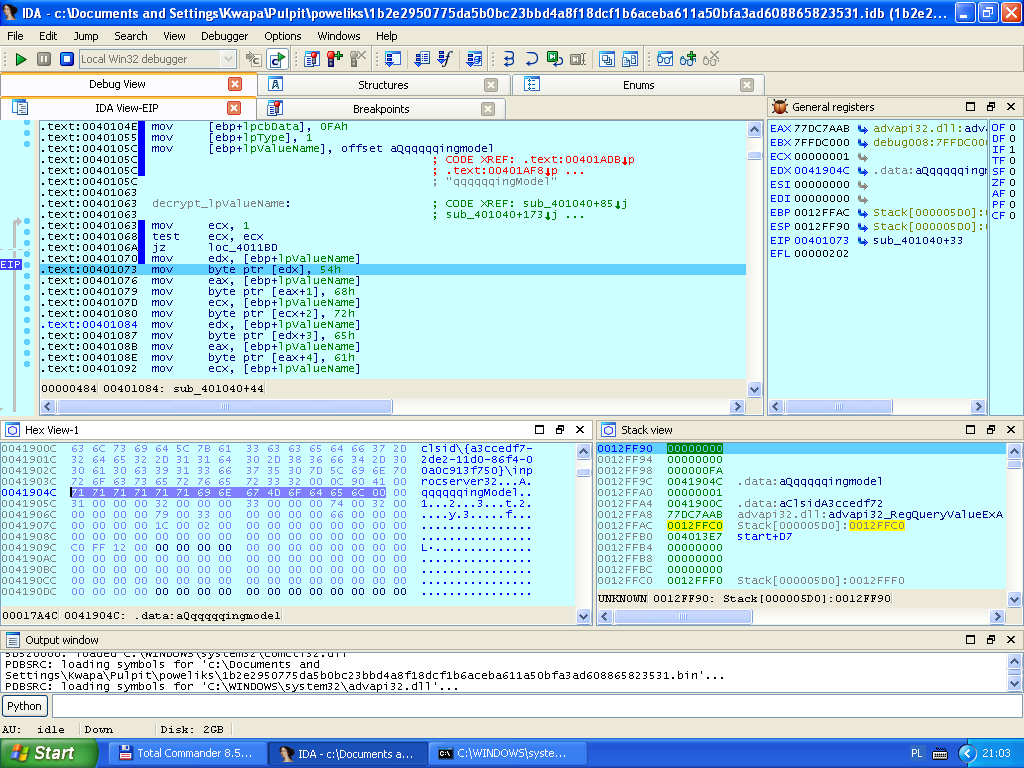 IDA - c:\Documents and Settings\Kwapa\Pulpit\poweliks\1b2e2950775da5b0bc23bbd4a8f18dcf1b6aceba611a50bfa3ad608865823531.idb (1b2e2...
File Edit Jump Search View Debugger Options Windows Help
Local Win32 debugger
Debug View Structures Enums
IDA View-EIP Breakpoints General registers
.text:0040104E mov [ebp+lpcbData], 0FAh
.text:00401055 mov [ebp+lpType], 1
.text:0040105C mov [ebp+lpValueName], offset aQqqqqqingmodel
.text:0040105C ; CODE XREF: .text:00401ADB↓p
.text:0040105C ; .text:00401AF8↓p ...
.text:0040105C ; "qqqqqqingModel"
.text:00401063
.text:00401063 decrypt_lpValueName: ; CODE XREF: sub_401040+85↓j
.text:00401063 ; sub_401040+173↓j ...
.text:00401063 mov ecx, 1
.text:00401068 test ecx, ecx
.text:0040106A jz loc_4011BD
.text:00401070 mov edx, [ebp+lpValueName]
.text:00401073 mov byte ptr [edx], 54h
.text:00401076 mov eax, [ebp+lpValueName]
.text:00401079 mov byte ptr [eax+1], 68h
.text:0040107D mov ecx, [ebp+lpValueName]
.text:00401080 mov byte ptr [ecx+2], 72h
.text:00401084 mov edx, [ebp+lpValueName]
.text:00401087 mov byte ptr [edx+3], 65h
.text:0040108B mov eax, [ebp+lpValueName]
.text:0040108E mov byte ptr [eax+4], 61h
.text:00401092 mov ecx, [ebp+lpValueName]
EIP
00000484 00401084: sub_401040+44
EAX 77DC7AAB advapi32.dll:adva
EBX 7FFDC000 debug008:7FFDC000
ECX 00000001
EDX 0041904C .data:aQqqqqqingm
ESI 00000000
EDI 00000000
EBP 0012FFAC Stack[000005D0]:0
ESP 0012FF90 Stack[000005D0]:0
EIP 00401073 sub_401040+33
EFL 00000202
OF 0
DF 0
IF 1
TF 0
SF 0
ZF 0
AF 0
PF 0
CF 0
Hex View-1
0041900C 63 6C 73 69 64 5C 7B 61 33 63 63 65 64 66 37 2D clsid\{a3ccedf7-
0041901C 32 64 65 32 2D 31 31 64 30 2D 38 36 66 34 2D 30 2de2-11d0-86f4-0
0041902C 30 61 30 63 39 31 33 66 37 35 30 7D 5C 69 6E 70 0a0c913f750}\inp
0041903C 72 6F 63 73 65 72 76 65 72 33 32 00 0C 90 41 00 rocserver32...A.
0041904C 71 71 71 71 71 71 69 6E 67 4D 6F 64 65 6C 00 00 qqqqqqingModel..
0041905C 31 00 00 00 32 00 00 00 33 00 00 00 74 00 32 00 1...2...3...t.2.
0041906C 00 00 00 00 79 00 33 00 00 00 00 00 66 00 00 00 ....y.3.....f...
0041907C 00 00 00 00 1C 00 02 00 00 00 00 00 00 00 00 00 ................
0041908C 00 00 00 00 00 00 00 00 00 00 00 00 00 00 00 00 ................
0041909C C0 FF 12 00 00 00 00 00 00 00 00 00 00 00 00 00 L·..............
004190AC 00 00 00 00 00 00 00 00 00 00 00 00 00 00 00 00 ................
004190BC 00 00 00 00 00 00 00 00 00 00 00 00 00 00 00 00 ................
004190CC 00 00 00 00 00 00 00 00 00 00 00 00 00 00 00 00 ................
004190DC 00 00 00 00 00 00 00 00 00 00 00 00 00 00 00 00 ................
00017A4C 0041904C: .data:aQqqqqqingmodel
Stack view
0012FF90 00000000
0012FF94 00000000
0012FF98 000000FA
0012FF9C 0041904C .data:aQqqqqqingmodel
0012FFA0 00000001
0012FFA4 0041900C .data:aClsidA3ccedf72
0012FFA8 77DC7AAB advapi32.dll:advapi32_RegQueryValueExA
0012FFAC 0012FFC0 Stack[000005D0]:0012FFC0
0012FFB0 004013E7 start+D7
0012FFB4 00000000
0012FFB8 00000000
0012FFBC 00000000
0012FFC0 0012FFF0 Stack[000005D0]:0012FFF0
UNKNOWN 0012FF90: Stack[000005D0]:0012FF90
Output window
5D520000: loaded C:\WINDOWS\system32\Comctl32.dll
PDBSRC: loading symbols for 'c:\Documents and
Settings\Kwapa\Pulpit\poweliks\1b2e2950775da5b0bc23bbd4a8f18dcf1b6aceba611a50bfa3ad608865823531.bin'...
PDBSRC: loading symbols for 'C:\WINDOWS\system32\advapi32.dll'...
Python
AU: idle Down Disk: 2GB
Start Total Commander 8.5... IDA - c:\Documents a... C:\WINDOWS\syste... PL 21:03